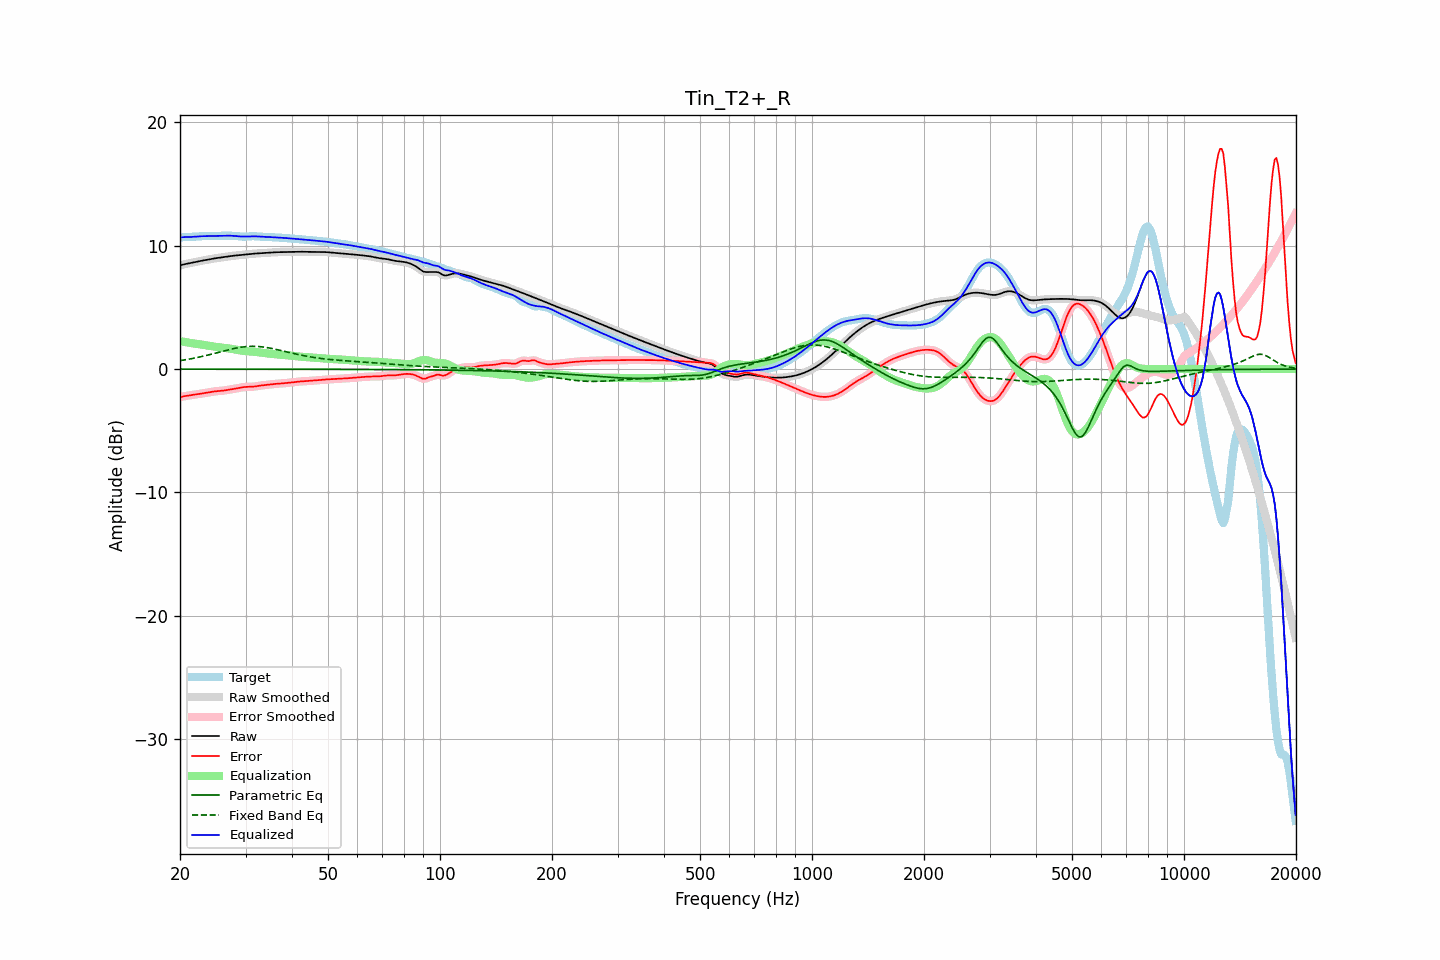 Tin_T2+_R
20
10
0
−10
−20
−30
Amplitude (dBr)
Target
Raw Smoothed
Error Smoothed
Raw
Error
Equalization
Parametric Eq
Fixed Band Eq
Equalized
20 50 100 200 500 1000 2000 5000 10000 20000
Frequency (Hz)